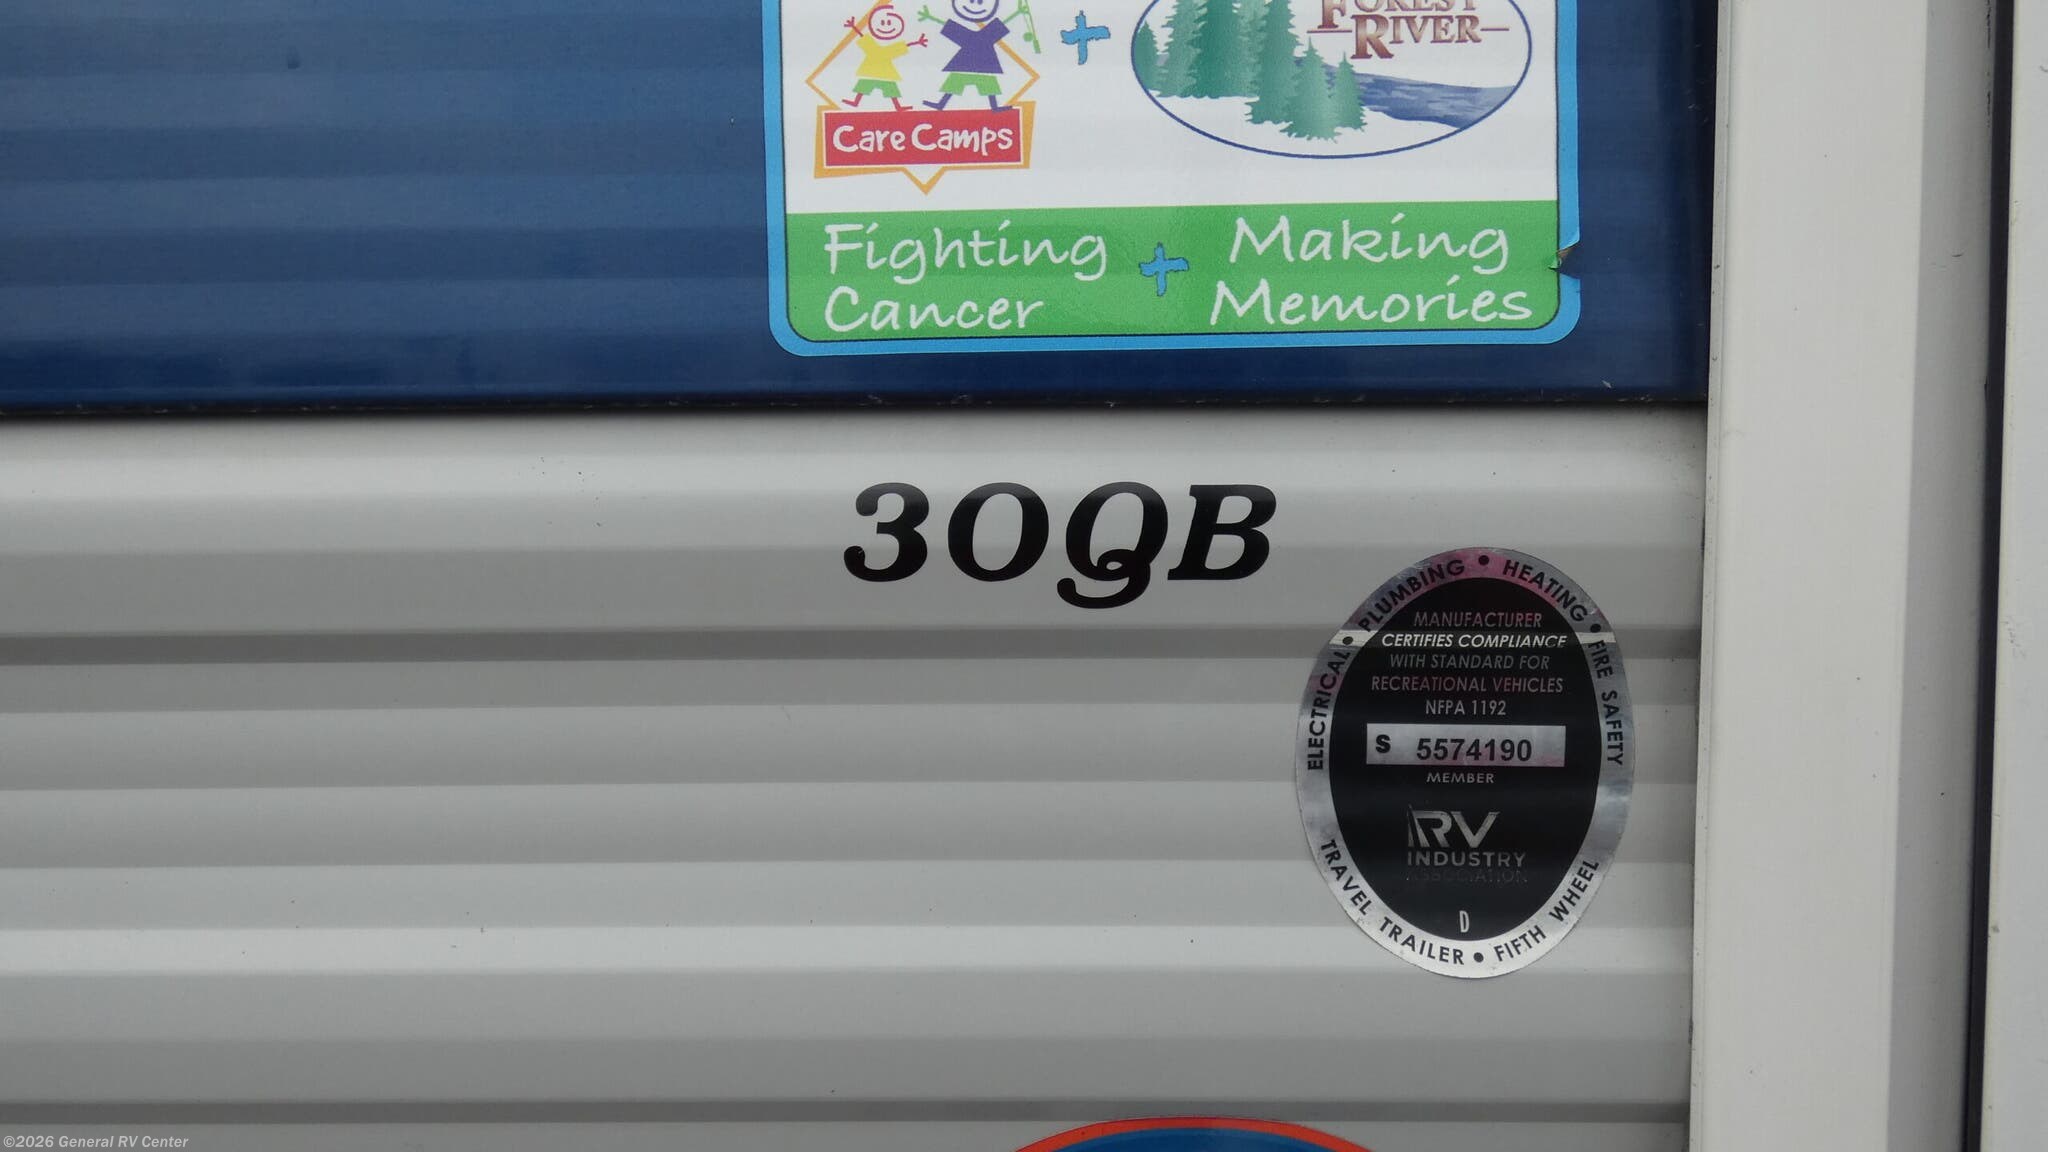 FOREST
RIVER
Care Camps
Fighting
Cancer
+
Making
Memories
30QB
ELECTRICAL • PLUMBING • HEATING • FIRE SAFETY
MANUFACTURER
CERTIFIES COMPLIANCE
WITH STANDARD FOR
RECREATIONAL VEHICLES
NFPA 1192
S 5574190
MEMBER
RV
INDUSTRY
ASSOCIATION
D
TRAVEL TRAILER • FIFTH WHEEL
©2026 General RV Center